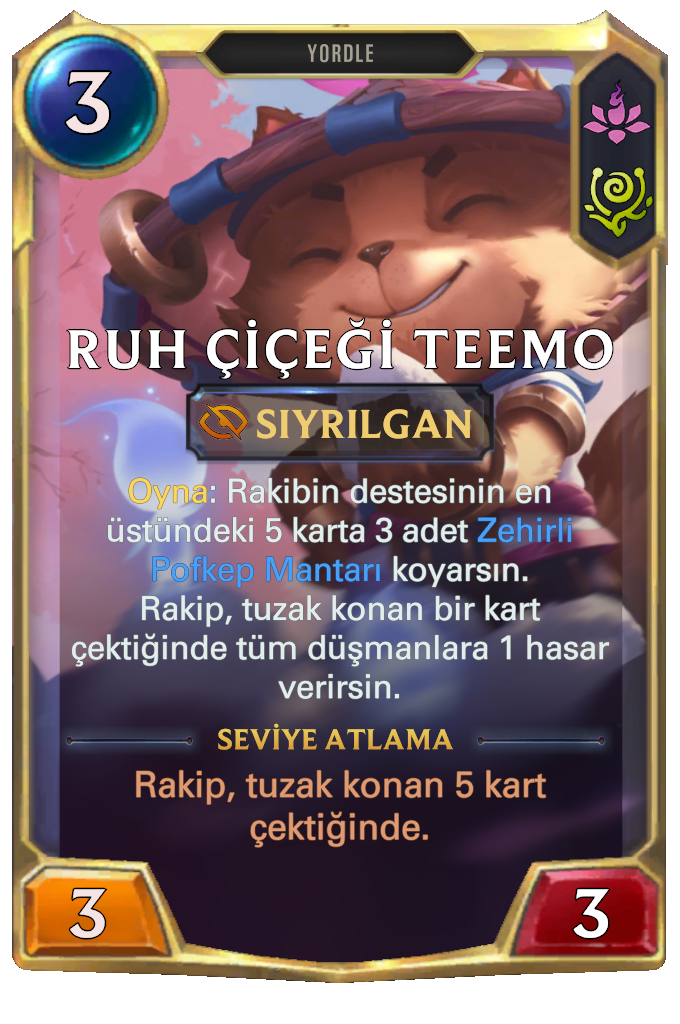 YORDLE
3
RUH ÇİÇEĞİ TEEMO
SIYRILGAN
Oyna: Rakibin destesinin en
üstündeki 5 karta 3 adet Zehirli
Pofkep Mantarı koyarsın.
Rakip, tuzak konan bir kart
çektiğinde tüm düşmanlara 1 hasar
verirsin.
SEVİYE ATLAMA
Rakip, tuzak konan 5 kart
çektiğinde.
3
3